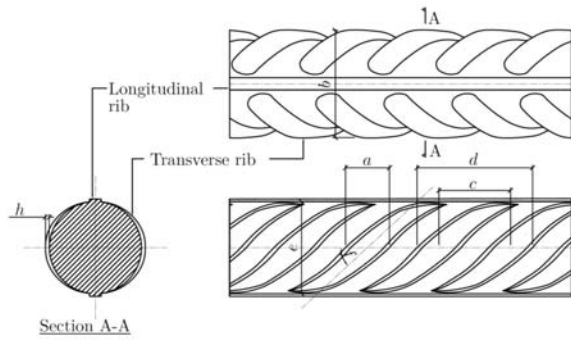 A
Longitudinal
rib
b
Transverse rib
A
a
d
c
h
e
f
Section A-A